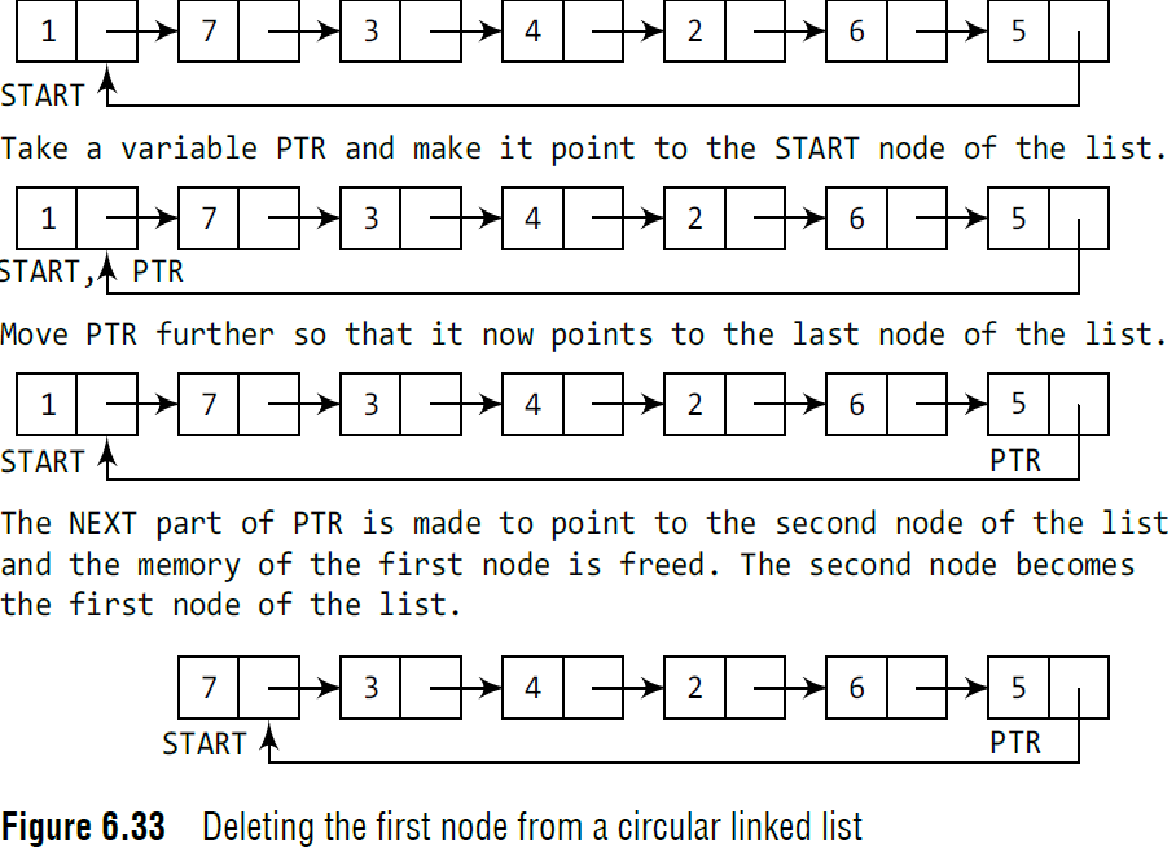 1 7 3 4 2 6 5
START
Take a variable PTR and make it point to the START node of the list.
1 7 3 4 2 6 5
START, PTR
Move PTR further so that it now points to the last node of the list.
1 7 3 4 2 6 5
START PTR
The NEXT part of PTR is made to point to the second node of the list
and the memory of the first node is freed. The second node becomes
the first node of the list.
7 3 4 2 6 5
START PTR
Figure 6.33 Deleting the first node from a circular linked list